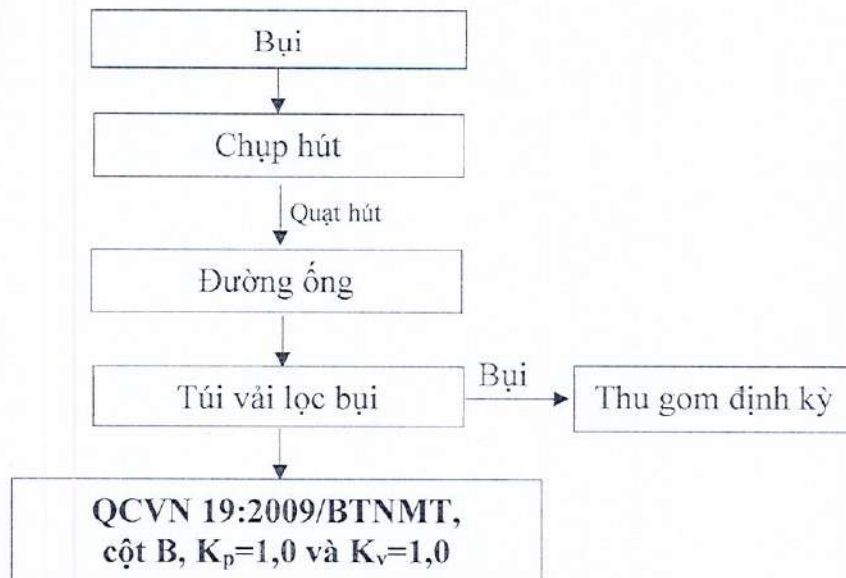 Bụi
Chụp hút
Quạt hút
Đường ống
Túi vải lọc bụi
Bụi
Thu gom định kỳ
QCVN 19:2009/BTNMT,
cột B, Kp=1,0 và Kv=1,0